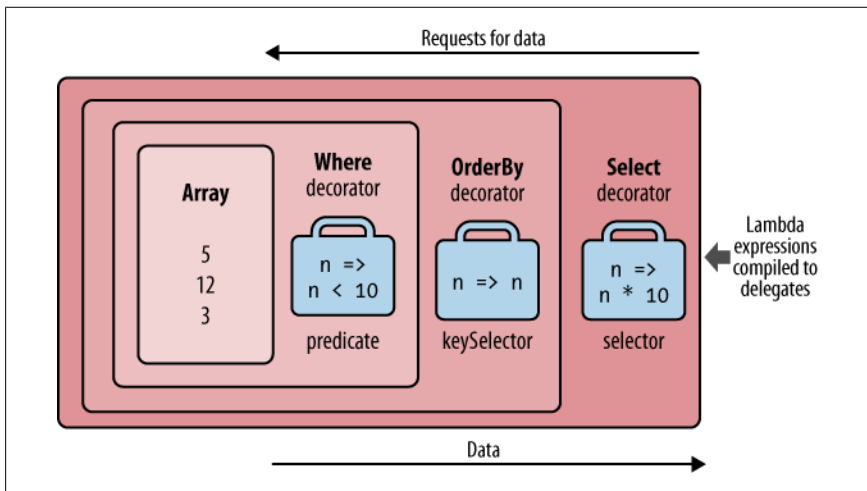 Requests for data
Array
5
12
3
Where
decorator
n =>
n < 10
predicate
OrderBy
decorator
n => n
keySelector
Select
decorator
n =>
n * 10
selector
Lambda
expressions
compiled to
delegates
Data